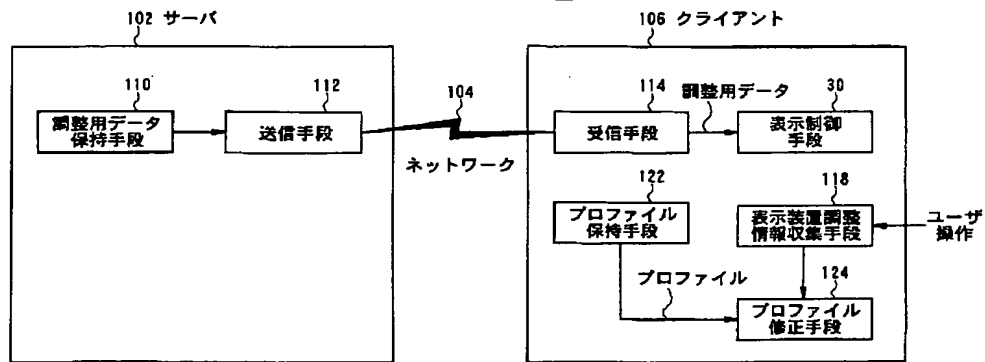 102 サーバ
106 クライアント
110
112
104
114
調整用データ
30
調整用データ
保持手段
送信手段
ネットワーク
受信手段
表示制御
手段
122
118
プロファイル
保持手段
表示装置調整
情報収集手段
ユーザ
操作
プロファイル
124
プロファイル
修正手段